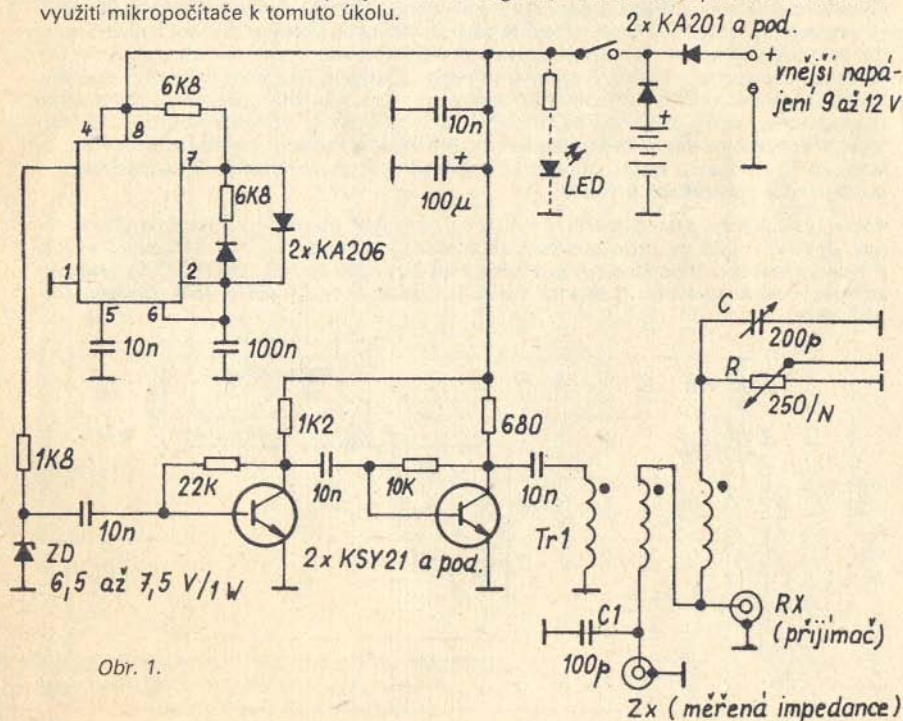 využití mikropočítače k tomuto úkolu.
2x KA201 a pod.
+
vnější napá-
jení 9 až 12 V
6K8
10n
4
8
7
+
100µ
LED
+
6K8
2x KA206
1
2
5
6
10n
100n
C
200p
R
250/N
1K2
680
1K8
22K
10n
10K
10n
10n
Tr1
ZD
6,5 až 7,5 V/1 W
2x KSY21 a pod.
RX
(přijímač)
C1
100p
Obr. 1.
Zx (měřená impedance)